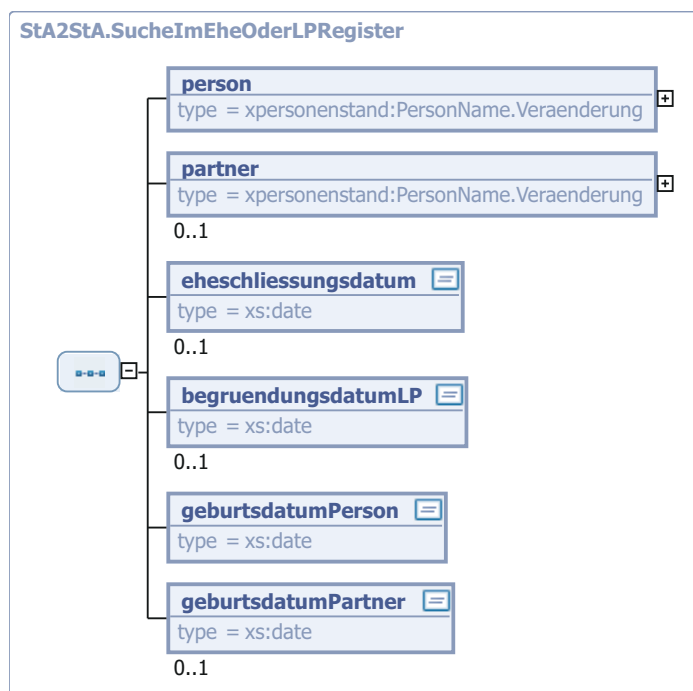 StA2StA.SucheImEheOderLPRegister
person
type = xpersonenstand:PersonName.Veraenderung
partner
type = xpersonenstand:PersonName.Veraenderung
0..1
eheschliessungsdatum
type = xs:date
0..1
begruendungsdatumLP
type = xs:date
0..1
geburtsdatumPerson
type = xs:date
geburtsdatumPartner
type = xs:date
0..1